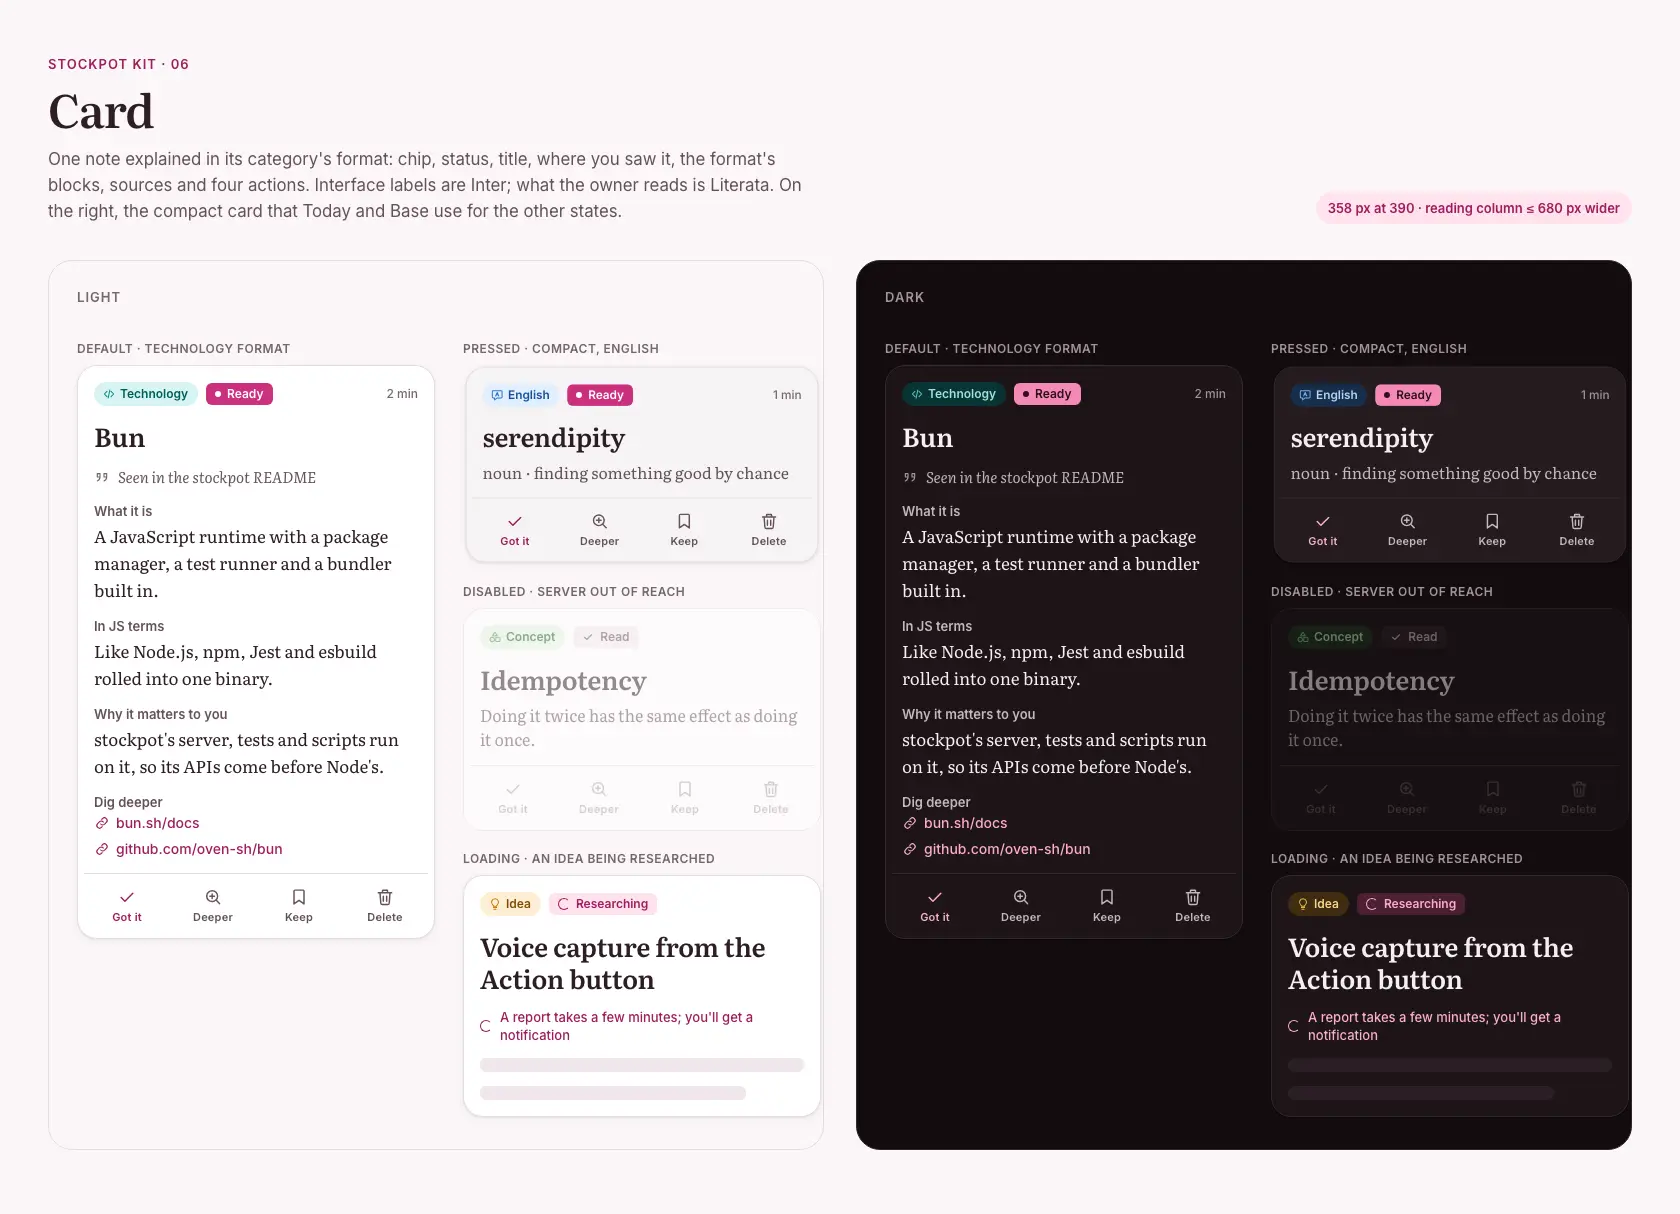 STOCKPOT KIT · 06
Card
One note explained in its category's format: chip, status, title, where you saw it, the format's
blocks, sources and four actions. Interface labels are Inter; what the owner reads is Literata. On
the right, the compact card that Today and Base use for the other states.
358 px at 390 · reading column ≤ 680 px wider
LIGHT
DEFAULT · TECHNOLOGY FORMAT
Technology
Ready
2 min
Bun
Seen in the stockpot README
What it is
A JavaScript runtime with a package
manager, a test runner and a bundler
built in.
In JS terms
Like Node.js, npm, Jest and esbuild
rolled into one binary.
Why it matters to you
stockpot's server, tests and scripts run
on it, so its APIs come before Node's.
Dig deeper
bun.sh/docs
github.com/oven-sh/bun
Got it
Deeper
Keep
Delete
PRESSED · COMPACT, ENGLISH
English
Ready
1 min
serendipity
noun · finding something good by chance
Got it
Deeper
Keep
Delete
DISABLED · SERVER OUT OF REACH
Concept
Read
Idempotency
Doing it twice has the same effect as doing
it once.
Got it
Deeper
Keep
Delete
LOADING · AN IDEA BEING RESEARCHED
Idea
Researching
Voice capture from the
Action button
A report takes a few minutes; you'll get a
notification
DARK
DEFAULT · TECHNOLOGY FORMAT
Technology
Ready
2 min
Bun
Seen in the stockpot README
What it is
A JavaScript runtime with a package
manager, a test runner and a bundler
built in.
In JS terms
Like Node.js, npm, Jest and esbuild
rolled into one binary.
Why it matters to you
stockpot's server, tests and scripts run
on it, so its APIs come before Node's.
Dig deeper
bun.sh/docs
github.com/oven-sh/bun
Got it
Deeper
Keep
Delete
PRESSED · COMPACT, ENGLISH
English
Ready
1 min
serendipity
noun · finding something good by chance
Got it
Deeper
Keep
Delete
DISABLED · SERVER OUT OF REACH
Concept
Read
Idempotency
Doing it twice has the same effect as doing
it once.
Got it
Deeper
Keep
Delete
LOADING · AN IDEA BEING RESEARCHED
Idea
Researching
Voice capture from the
Action button
A report takes a few minutes; you'll get a
notification